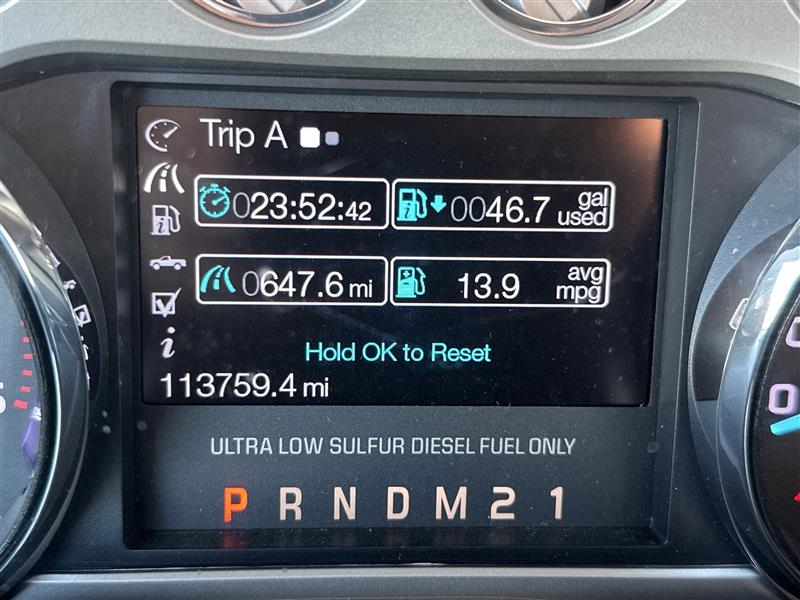 Trip A
023:52:42
0046.7 gal used
0647.6 mi
13.9 avg mpg
Hold OK to Reset
113759.4 mi
ULTRA LOW SULFUR DIESEL FUEL ONLY
P R N D M 2 1